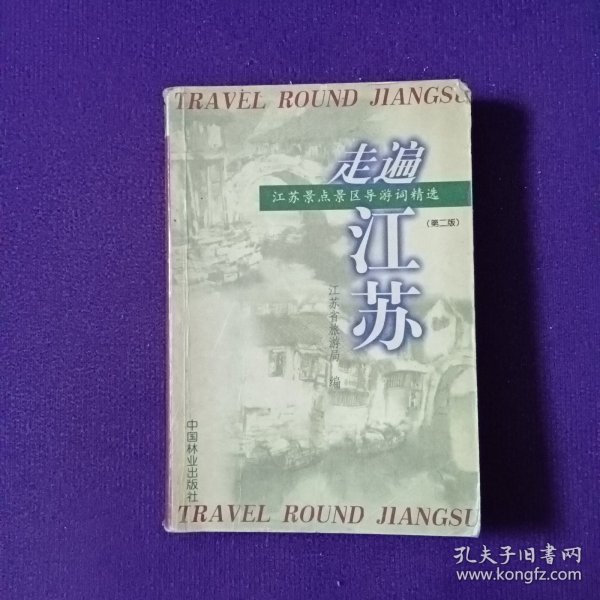 TRAVEL ROUND JIANGSU
走遍
江苏景点景区导游词精选
(第二版)
江苏
江苏省旅游局 编
中国林业出版社
TRAVEL ROUND JIANGSU
孔夫子旧书网
www.kongfz.com